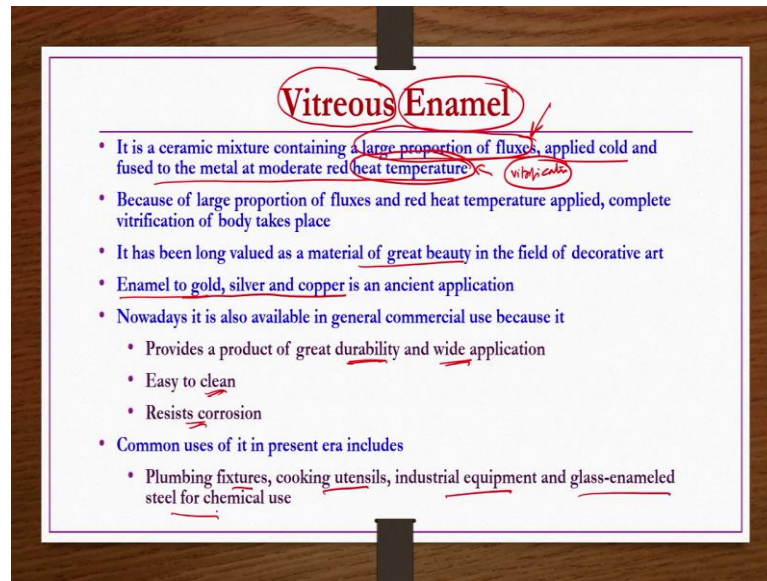 Vitreous Enamel
• It is a ceramic mixture containing a large proportion of fluxes, applied cold and
fused to the metal at moderate red heat temperature
vitrification
• Because of large proportion of fluxes and red heat temperature applied, complete
vitrification of body takes place
• It has been long valued as a material of great beauty in the field of decorative art
• Enamel to gold, silver and copper is an ancient application
• Nowadays it is also available in general commercial use because it
• Provides a product of great durability and wide application
• Easy to clean
• Resists corrosion
• Common uses of it in present era includes
• Plumbing fixtures, cooking utensils, industrial equipment and glass-enameled
steel for chemical use